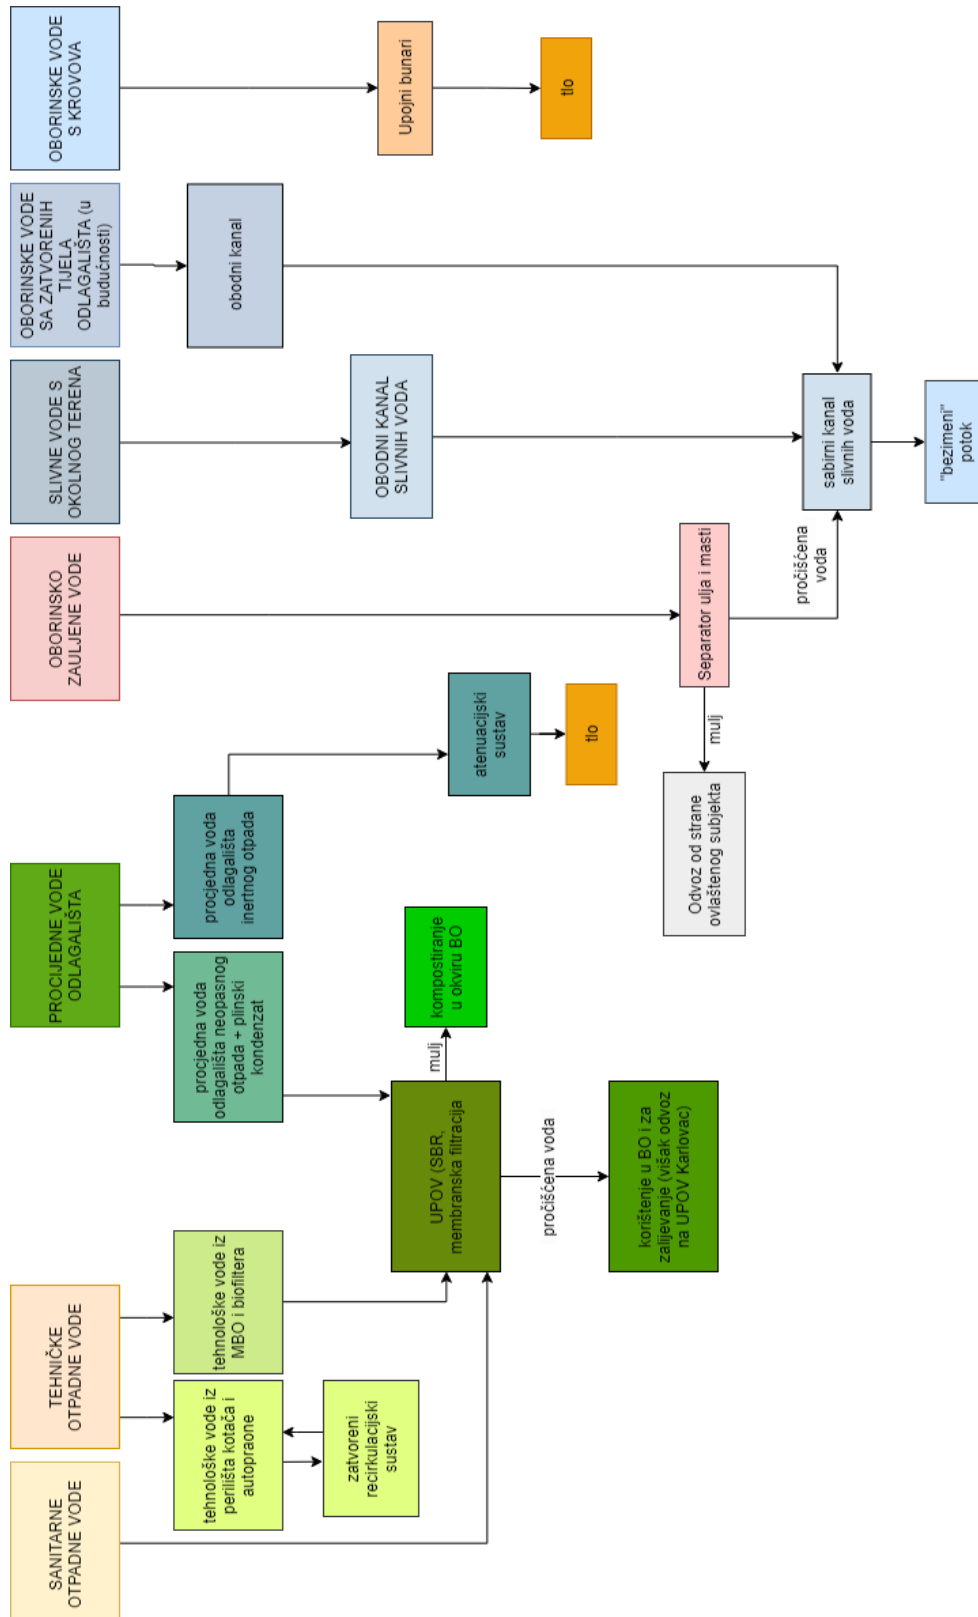 SANITARNE
OTPADNE VODE
TEHNIČKE
OTPADNE VODE
PROCIJEDNE VODE
ODLAGALIŠTA
OBORINSKO
ZAULJENE VODE
SLIVNE VODE S
OKOLNOG TERENA
OBORINSKE VODE
SA ZATVORENIH
TIJELA
ODLAGALIŠTA (u
budućnosti)
OBORINSKE VODE
S KROVOVA
tehnološke vode iz
perilišta kotača i
autopraone
tehnološke vode iz
MBO i biofiltera
procjedna voda
odlagališta neopasnog
otpada + plinski
kondenzat
procjedna voda
odlagališta
inertnog otpada
obodni kanal
zatvoreni
recirkulacijski
sustav
UPOV (SBR,
membranska filtracija
mulj
kompostiranje
u okviru BO
atenuacijski
sustav
OBODNI KANAL
SLIVNIH VODA
Upojni bunari
pročišćena voda
tlo
tlo
korištenje u BO i za
zalijevanje (višak odvoz
na UPOV Karlovac)
Odvoz od strane
ovlaštenog subjekta
mulj
Separator ulja i masti
pročišćena
voda
sabirni kanal
slivnih voda
"bezimeni"
potok